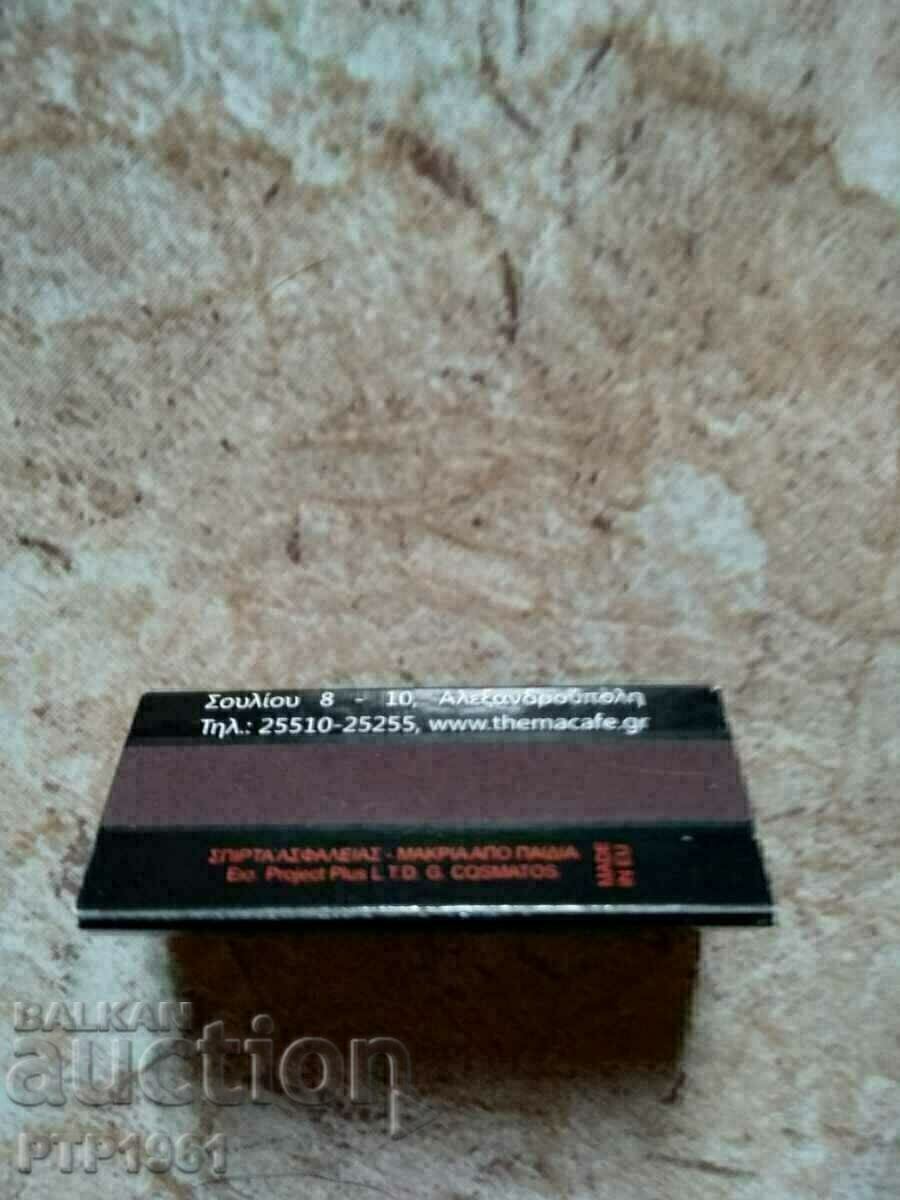 Σουλίου 8 - 10, Αλεξανδρούπολη
Τηλ.: 25510-25255, www.themacafe.gr
ΣΠΙΡΤΑ ΑΣΦΑΛΕΙΑΣ - ΜΑΚΡΙΑ ΑΠΟ ΠΑΙΔΙΑ
Εκτ. Project Plus L.T.D. G. COSMATOS
MADE
IN EU
BALKAN
auction
PTP1961